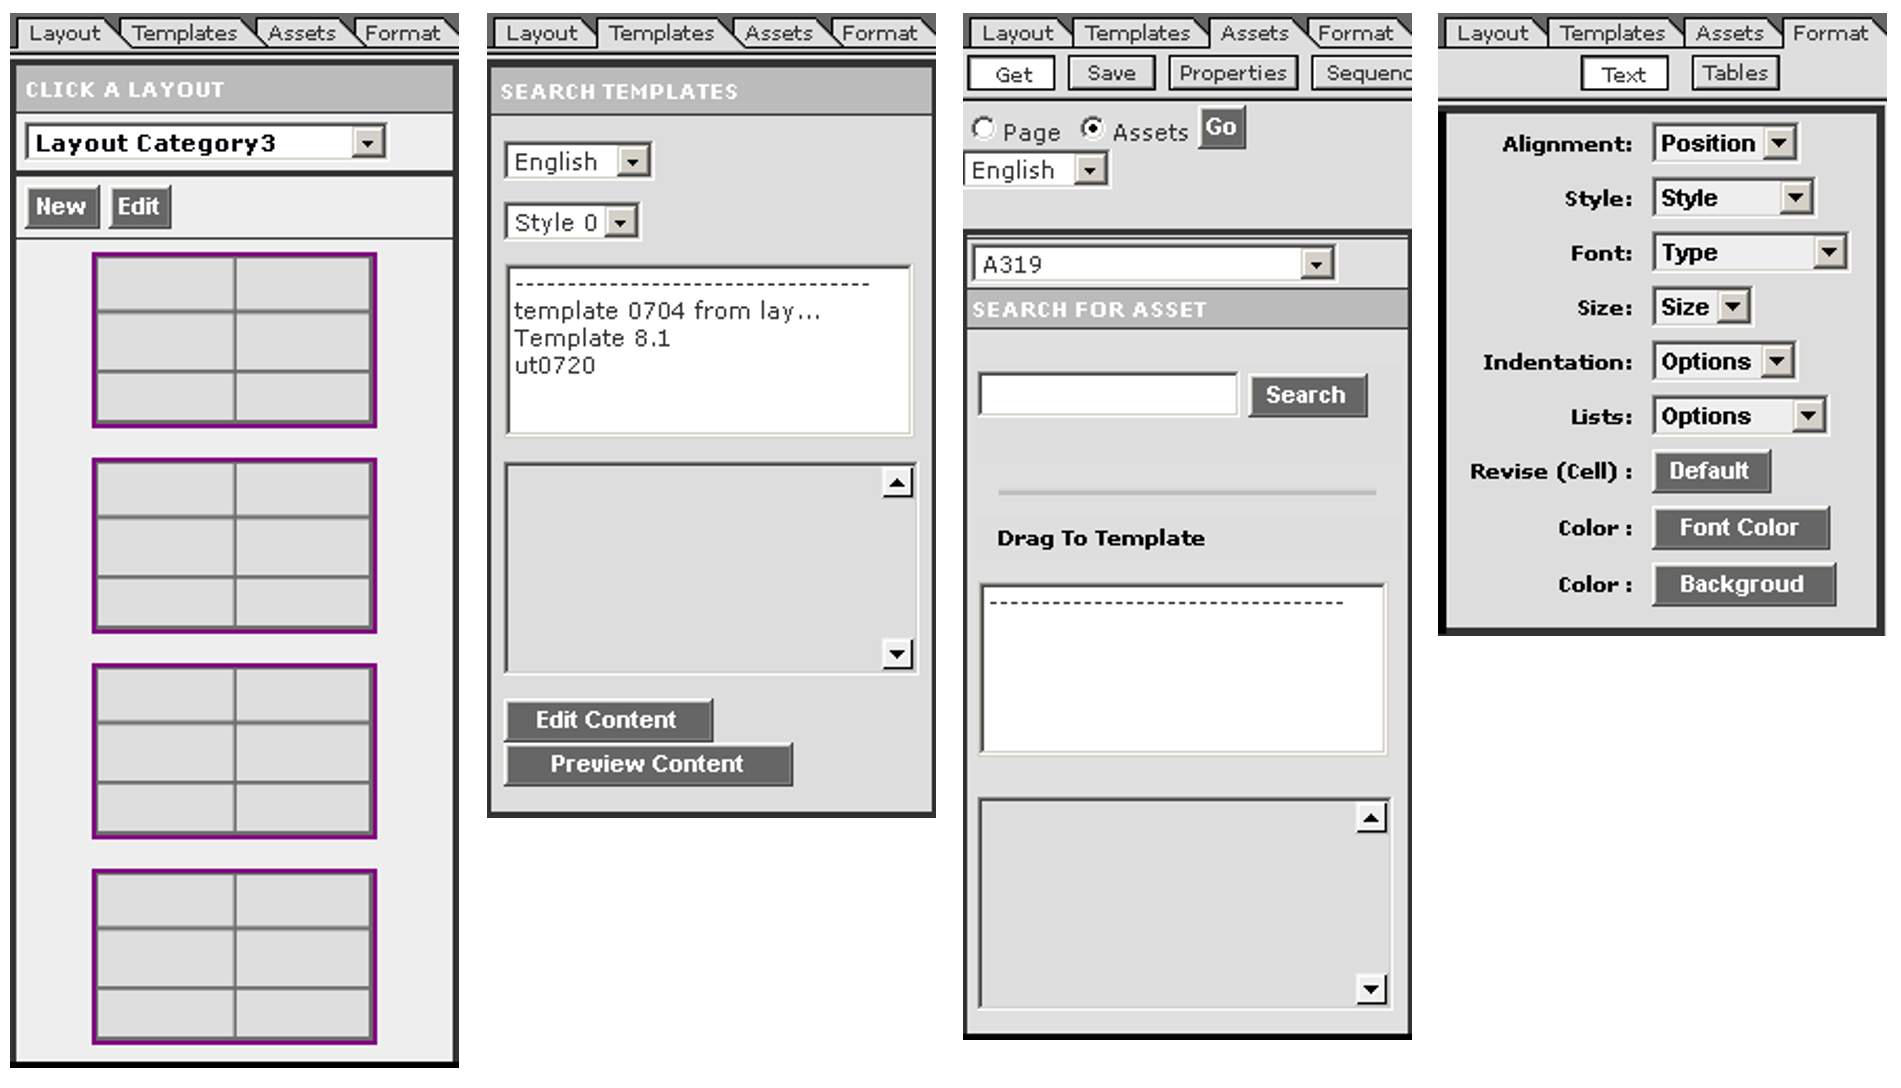 Layout Templates Assets Format
CLICK A LAYOUT
Layout Category3
New Edit
Layout Templates Assets Format
SEARCH TEMPLATES
English
Style 0
---------------------------------
template 0704 from lay...
Template 8.1
ut0720
Edit Content
Preview Content
Layout Templates Assets Format
Get Save Properties Sequenc
Page Assets Go
English
A319
SEARCH FOR ASSET
Search
Drag To Template
---------------------------------
Layout Templates Assets Format
Text Tables
Alignment: Position
Style: Style
Font: Type
Size: Size
Indentation: Options
Lists: Options
Revise (Cell) : Default
Color : Font Color
Color : Backgroud